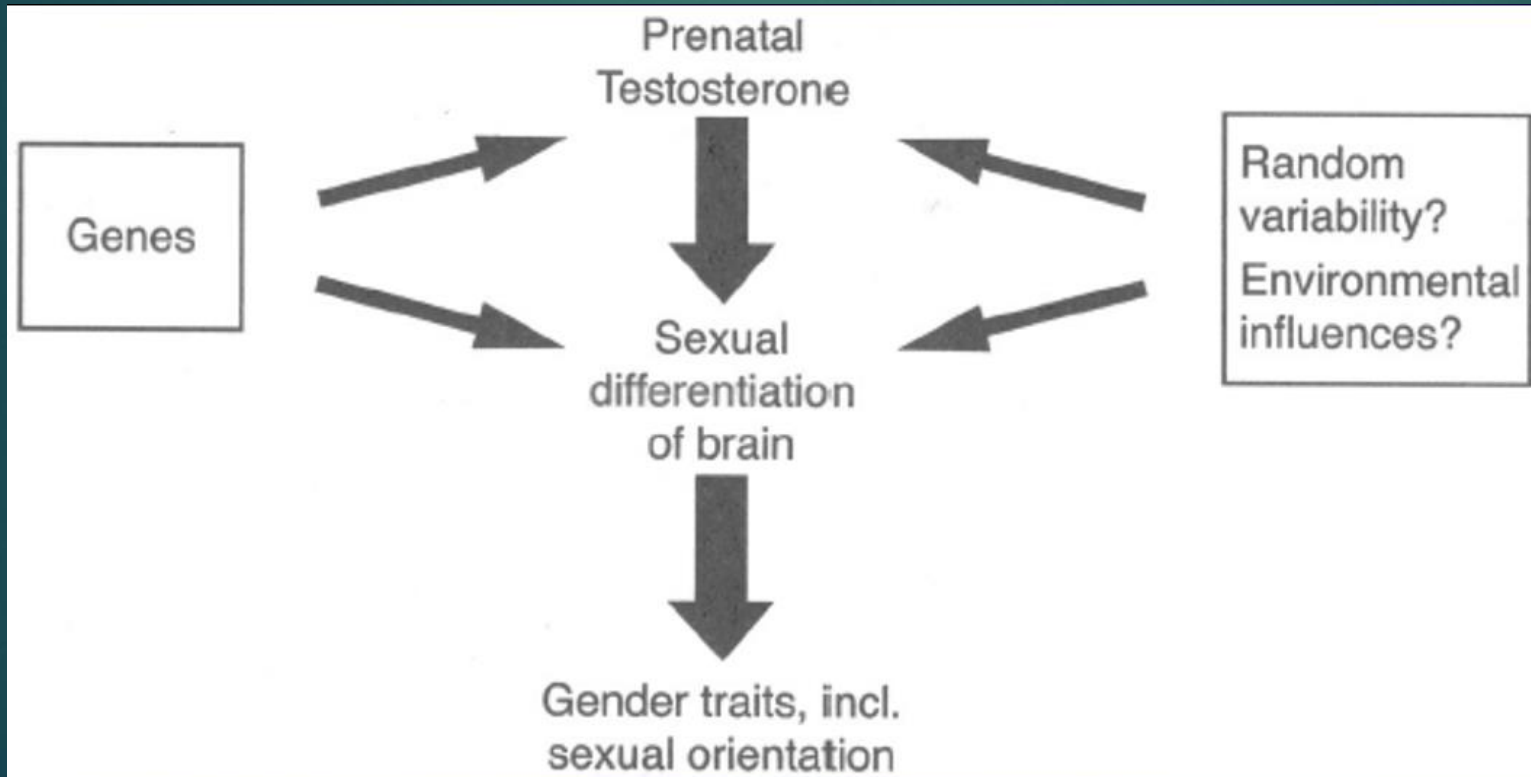 Prenatal
Testosterone
Genes
Random
variability?
Environmental
influences?
Sexual
differentiation
of brain
Gender traits, incl.
sexual orientation